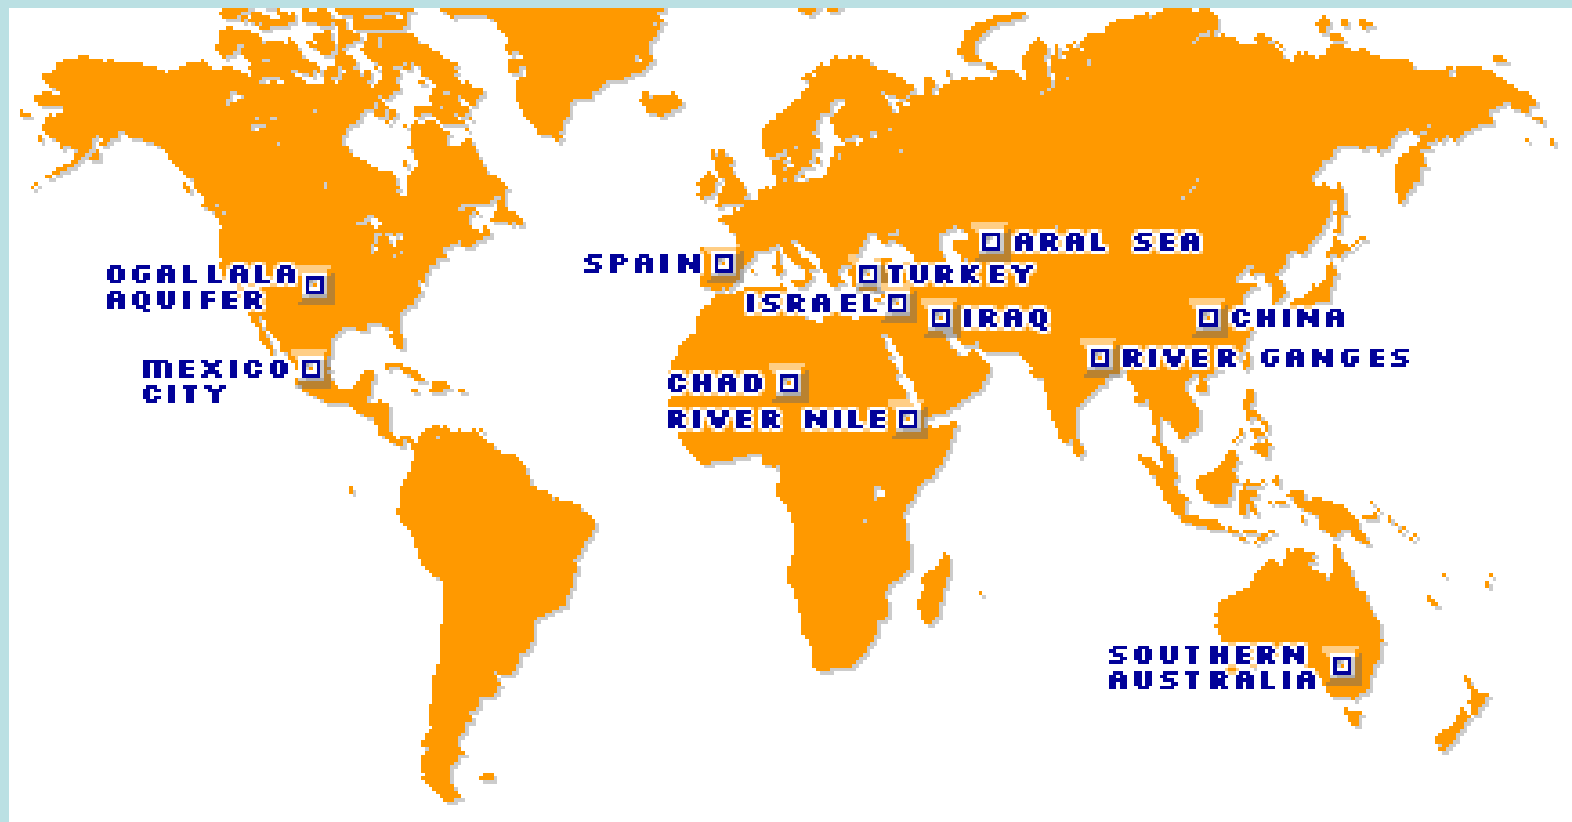 ARAL SEA
SPAIN
OGALLALA
AQUIFER
TURKEY
ISRAEL
IRAQ
CHINA
RIVER GANGES
MEXICO
CITY
CHAD
RIVER NILE
SOUTHERN
AUSTRALIA